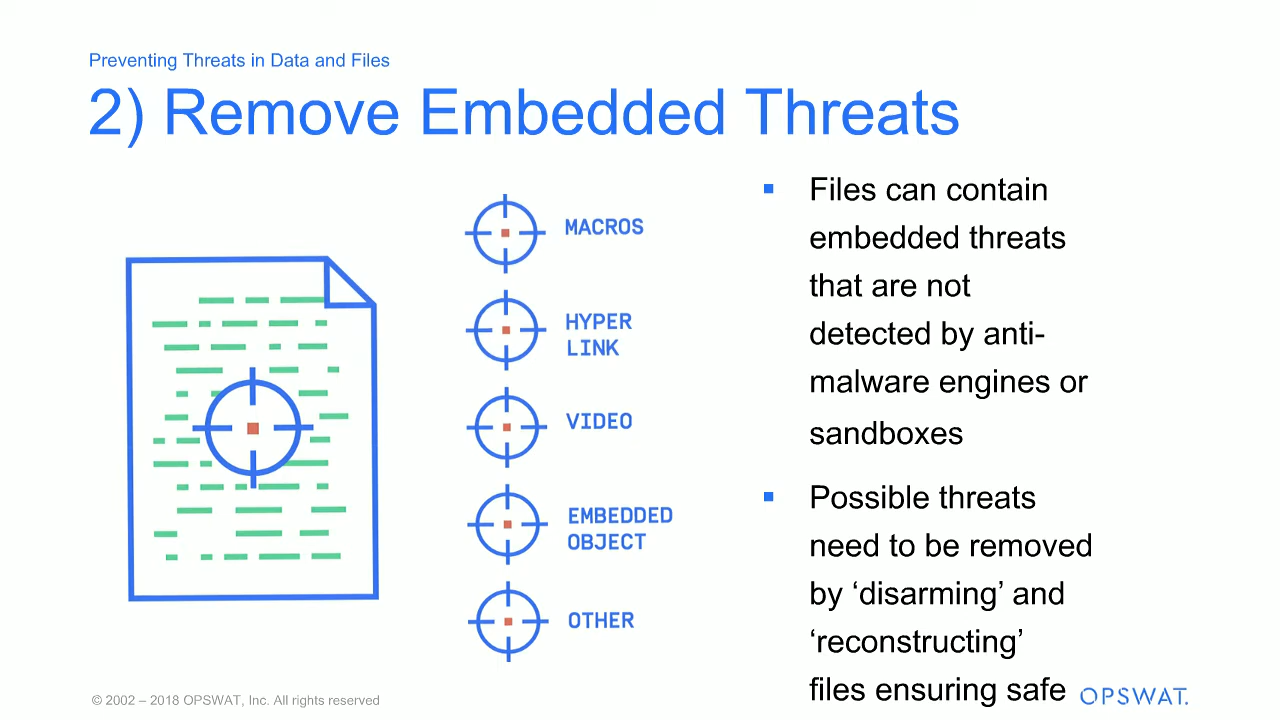 Preventing Threats in Data and Files
2) Remove Embedded Threats
MACROS
HYPER
LINK
VIDEO
EMBEDDED
OBJECT
OTHER
▪ Files can contain
embedded threats
that are not
detected by anti-
malware engines or
sandboxes
▪ Possible threats
need to be removed
by ‘disarming’ and
‘reconstructing’
files ensuring safe
© 2002 – 2018 OPSWAT, Inc. All rights reserved
OPSWAT.